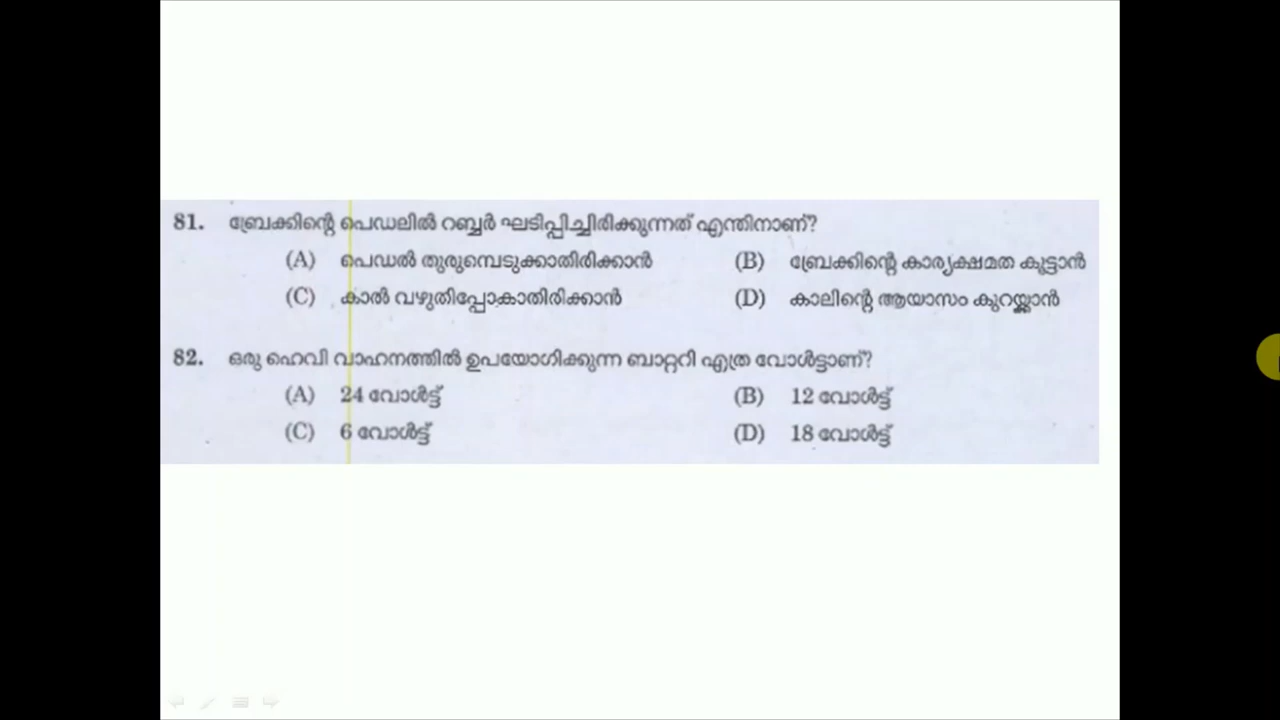 81. ബ്രേക്കിന്റെ പെഡലിൽ റബ്ബർ ഘടിപ്പിച്ചിരിക്കുന്നത് എന്തിനാണ്?
(A) പെഡൽ തുരുമ്പെടുക്കാതിരിക്കാൻ (B) ബ്രേക്കിന്റെ കാര്യക്ഷമത കൂട്ടാൻ
(C) കാൽ വഴുതിപ്പോകാതിരിക്കാൻ (D) കാലിന്റെ ആയാസം കുറയ്ക്കാൻ
82. ഒരു ഹെവി വാഹനത്തിൽ ഉപയോഗിക്കുന്ന ബാറ്ററി എത്ര വോൾട്ടാണ്?
(A) 24 വോൾട്ട് (B) 12 വോൾട്ട്
(C) 6 വോൾട്ട് (D) 18 വോൾട്ട്